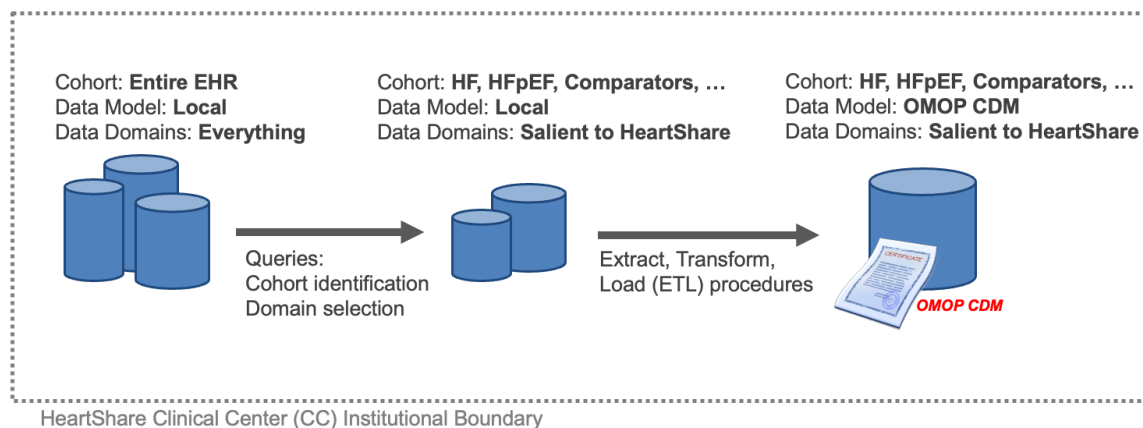 Cohort: Entire EHR
Data Model: Local
Data Domains: Everything
Cohort: HF, HFpEF, Comparators, …
Data Model: Local
Data Domains: Salient to HeartShare
Cohort: HF, HFpEF, Comparators, …
Data Model: OMOP CDM
Data Domains: Salient to HeartShare
Queries:
Cohort identification
Domain selection
Extract, Transform,
Load (ETL) procedures
CERTIFICATE
OMOP CDM
HeartShare Clinical Center (CC) Institutional Boundary